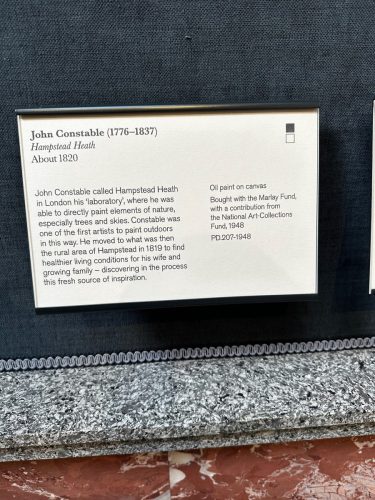 John Constable (1776–1837)
Hampstead Heath
About 1820
John Constable called Hampstead Heath
in London his ‘laboratory’, where he was
able to directly paint elements of nature,
especially trees and skies. Constable was
one of the first artists to paint outdoors
in this way. He moved to what was then
the rural area of Hampstead in 1819 to find
healthier living conditions for his wife and
growing family – discovering in the process
this fresh source of inspiration.
Oil paint on canvas
Bought with the Marlay Fund,
with a contribution from
the National Art-Collections
Fund, 1948
PD.207-1948